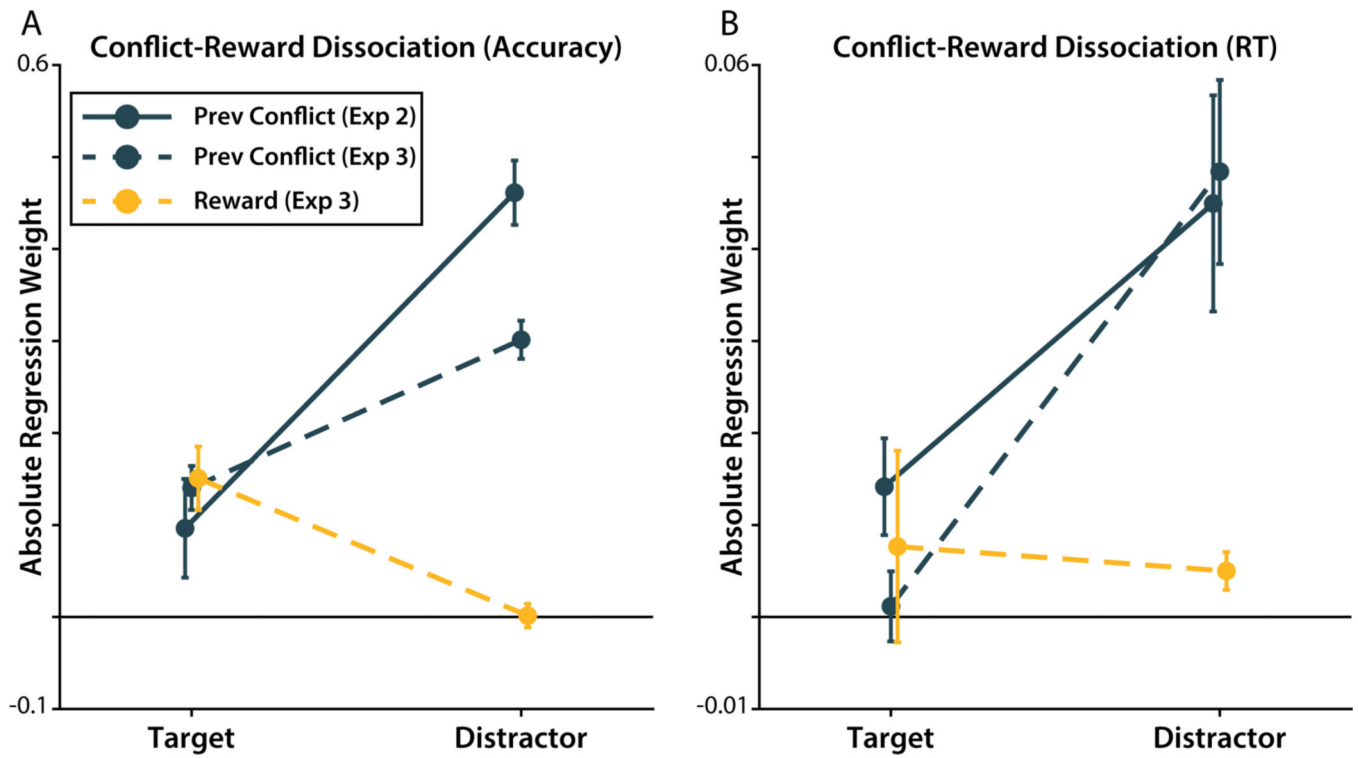 A
Conflict-Reward Dissociation (Accuracy)
0.6
Prev Conflict (Exp 2)
Prev Conflict (Exp 3)
Reward (Exp 3)
Absolute Regression Weight
-0.1
Target
Distractor
B
Conflict-Reward Dissociation (RT)
0.06
Absolute Regression Weight
-0.01
Target
Distractor